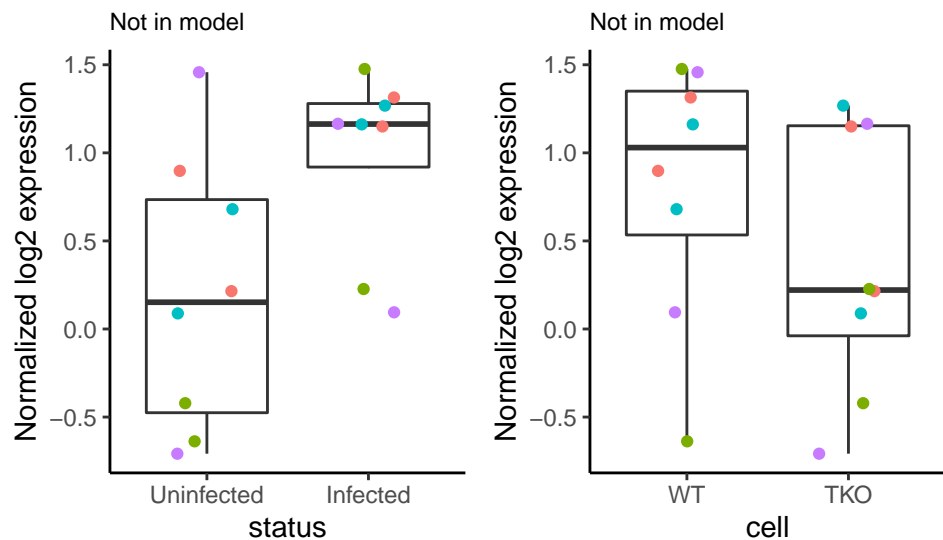 Not in model
Normalized log2 expression
1.5
1.0
0.5
0.0
−0.5
Uninfected Infected
status
Not in model
Normalized log2 expression
1.5
1.0
0.5
0.0
−0.5
WT TKO
cell